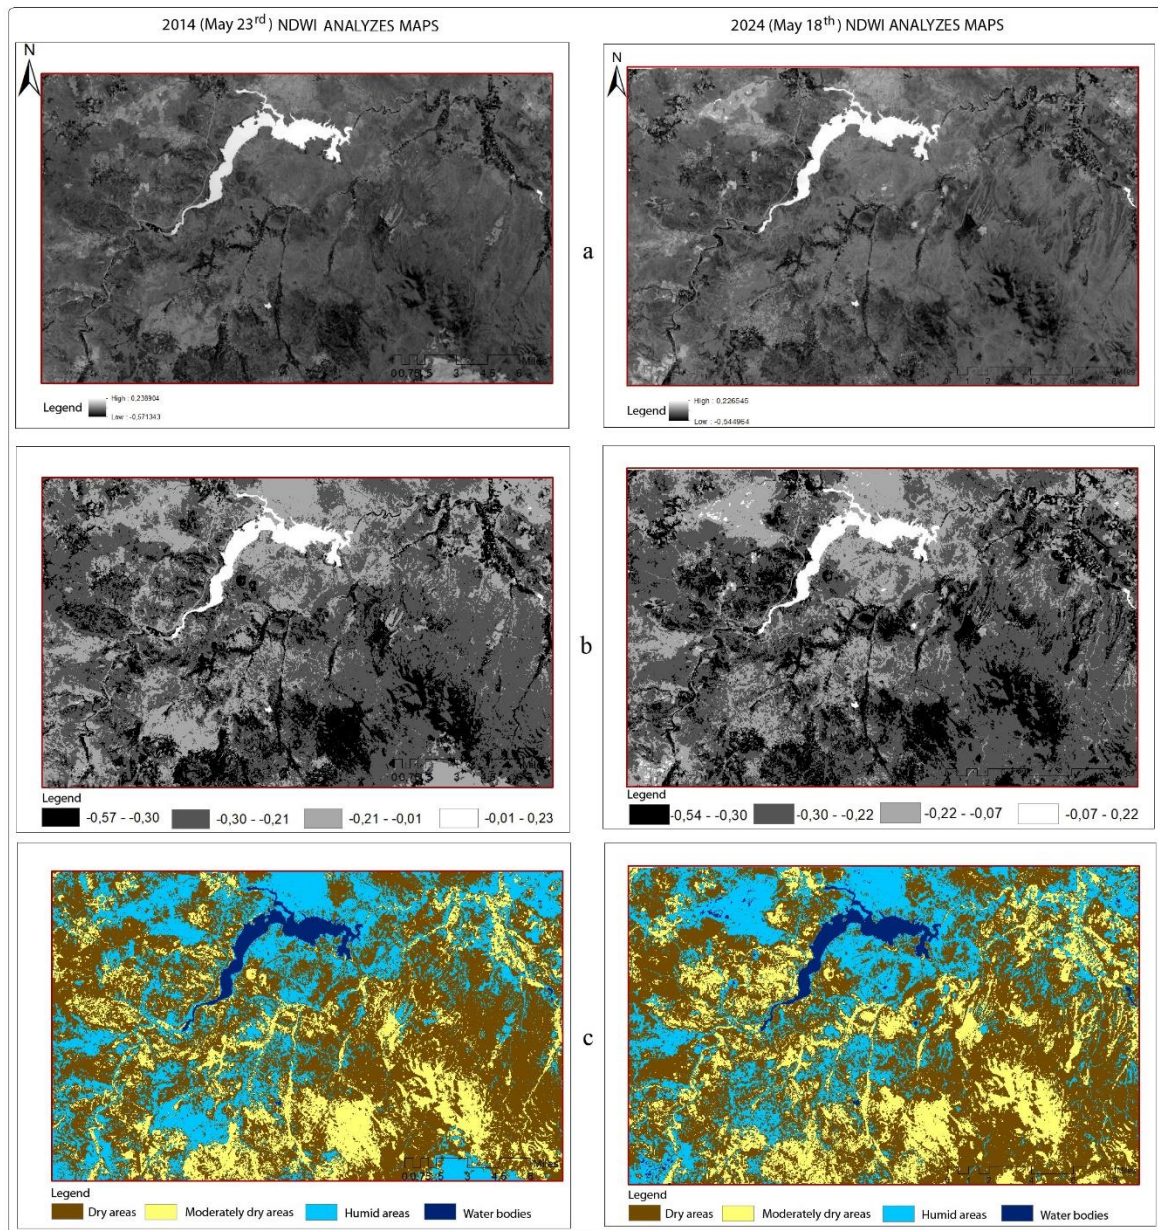 2014 (May 23rd) NDWI ANALYZES MAPS
2024 (May 18th) NDWI ANALYZES MAPS
N
N
a
Legend
High : 0,238904
Low : -0,571343
Legend
High : 0,226545
Low : -0,544964
b
Legend
-0,57 - -0,30 -0,30 - -0,21 -0,21 - -0,01 -0,01 - 0,23
Legend
-0,54 - -0,30 -0,30 - -0,22 -0,22 - -0,07 -0,07 - 0,22
c
Legend
Dry areas Moderately dry areas Humid areas Water bodies
Legend
Dry areas Moderately dry areas Humid areas Water bodies